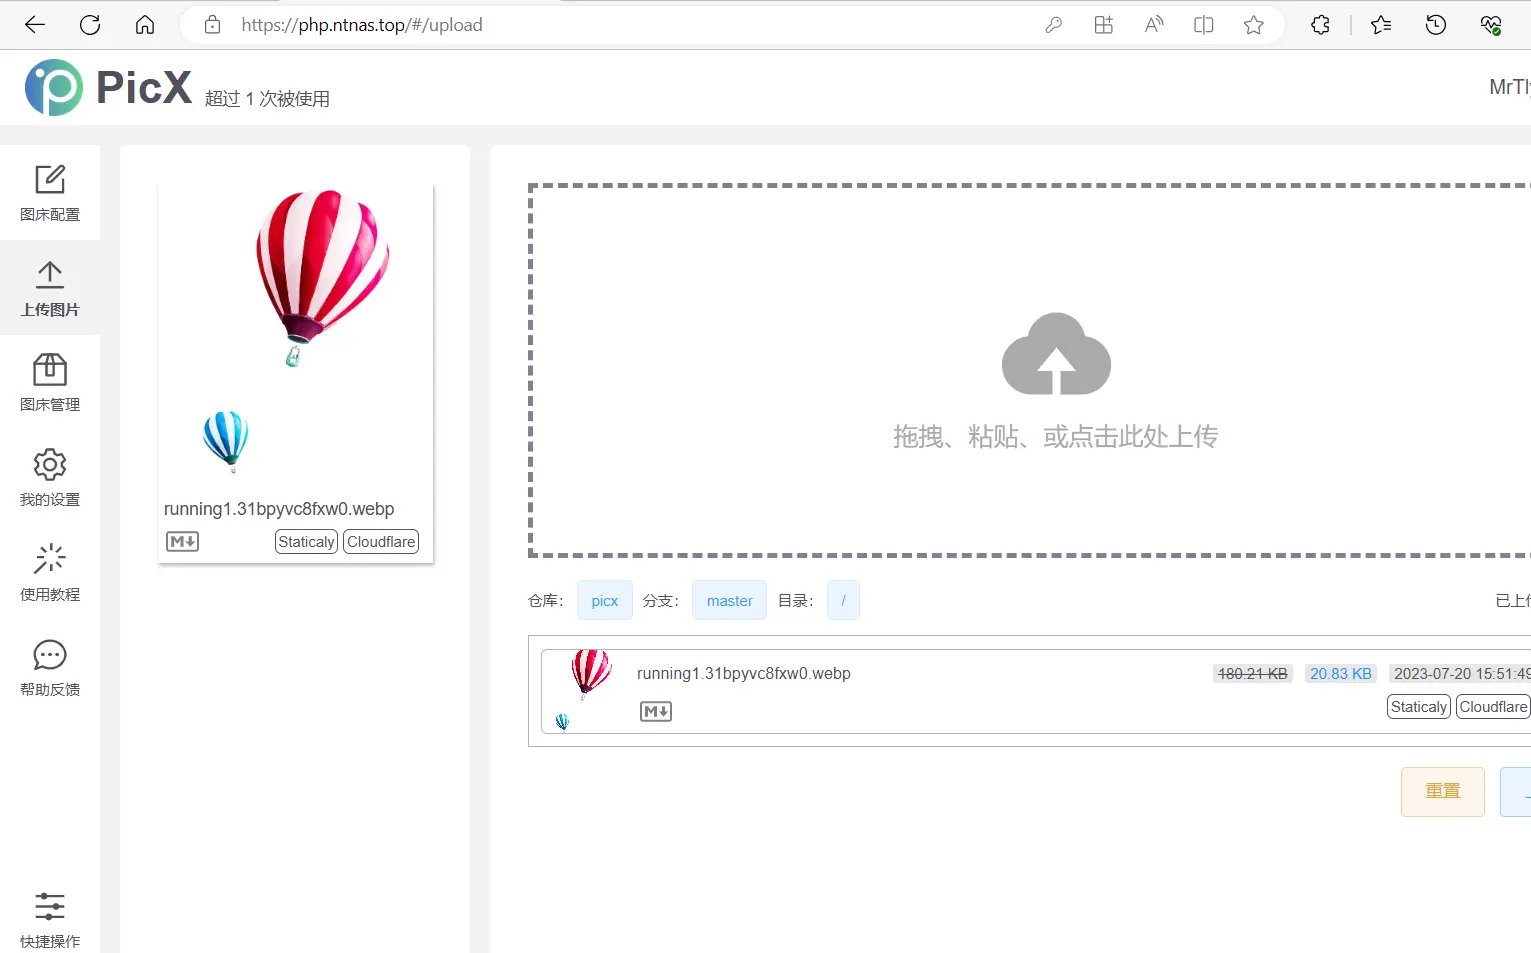 https://php.ntnas.top/#/upload
PicX 超过 1 次被使用
MrTl
图床配置
上传图片
图床管理
我的设置
使用教程
帮助反馈
快捷操作
running1.31bpyvc8fxw0.webp
M↓ Staticaly Cloudflare
拖拽、粘贴、或点击此处上传
仓库： picx 分支： master 目录： / 已上传
running1.31bpyvc8fxw0.webp 180.21 KB 20.83 KB 2023-07-20 15:51:49
M↓ Staticaly Cloudflare
重置